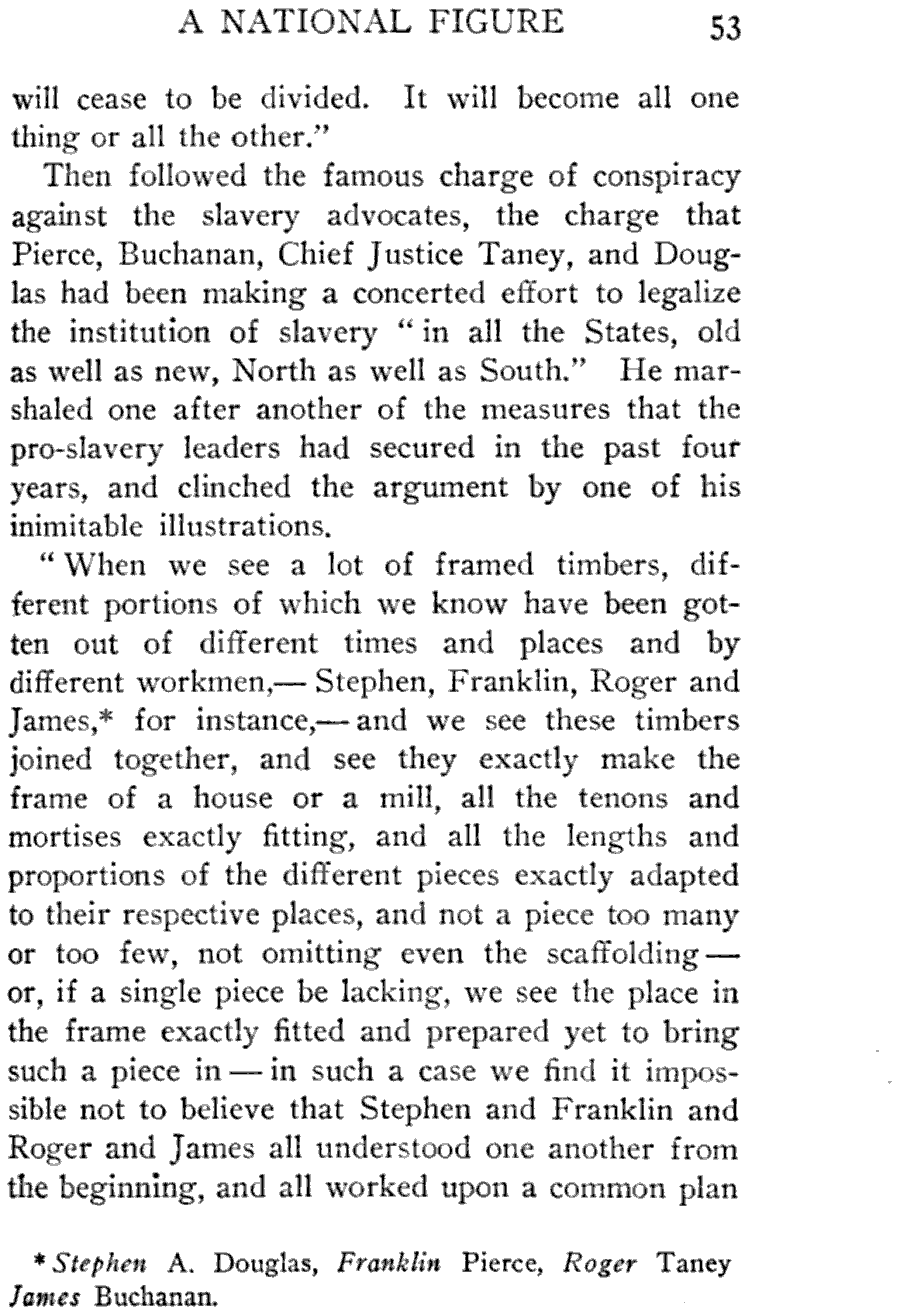 A NATIONAL FIGURE 53
will cease to be divided. It will become all one
thing or all the other.”
Then followed the famous charge of conspiracy
against the slavery advocates, the charge that
Pierce, Buchanan, Chief Justice Taney, and Doug-
las had been making a concerted effort to legalize
the institution of slavery “ in all the States, old
as well as new, North as well as South.” He mar-
shaled one after another of the measures that the
pro-slavery leaders had secured in the past four
years, and clinched the argument by one of his
inimitable illustrations.
“ When we see a lot of framed timbers, dif-
ferent portions of which we know have been got-
ten out of different times and places and by
different workmen,— Stephen, Franklin, Roger and
James,* for instance,— and we see these timbers
joined together, and see they exactly make the
frame of a house or a mill, all the tenons and
mortises exactly fitting, and all the lengths and
proportions of the different pieces exactly adapted
to their respective places, and not a piece too many
or too few, not omitting even the scaffolding —
or, if a single piece be lacking, we see the place in
the frame exactly fitted and prepared yet to bring
such a piece in — in such a case we find it impos-
sible not to believe that Stephen and Franklin and
Roger and James all understood one another from
the beginning, and all worked upon a common plan
* Stephen A. Douglas, Franklin Pierce, Roger Taney
James Buchanan.